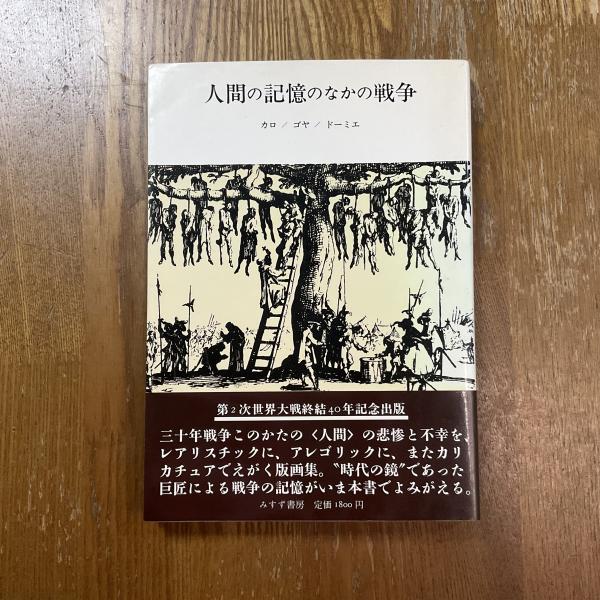 人間の記憶のなかの戦争
カロ / ゴヤ / ドーミエ
第2次世界大戦終結40年記念出版
三十年戦争このかたの〈人間〉の悲惨と不幸を、
レアリスチックに、アレゴリックに、またカリ
カチュアでえがく版画集。〝時代の鏡〟であった
巨匠による戦争の記憶がいま本書でよみがえる。
みすず書房 定価1800円